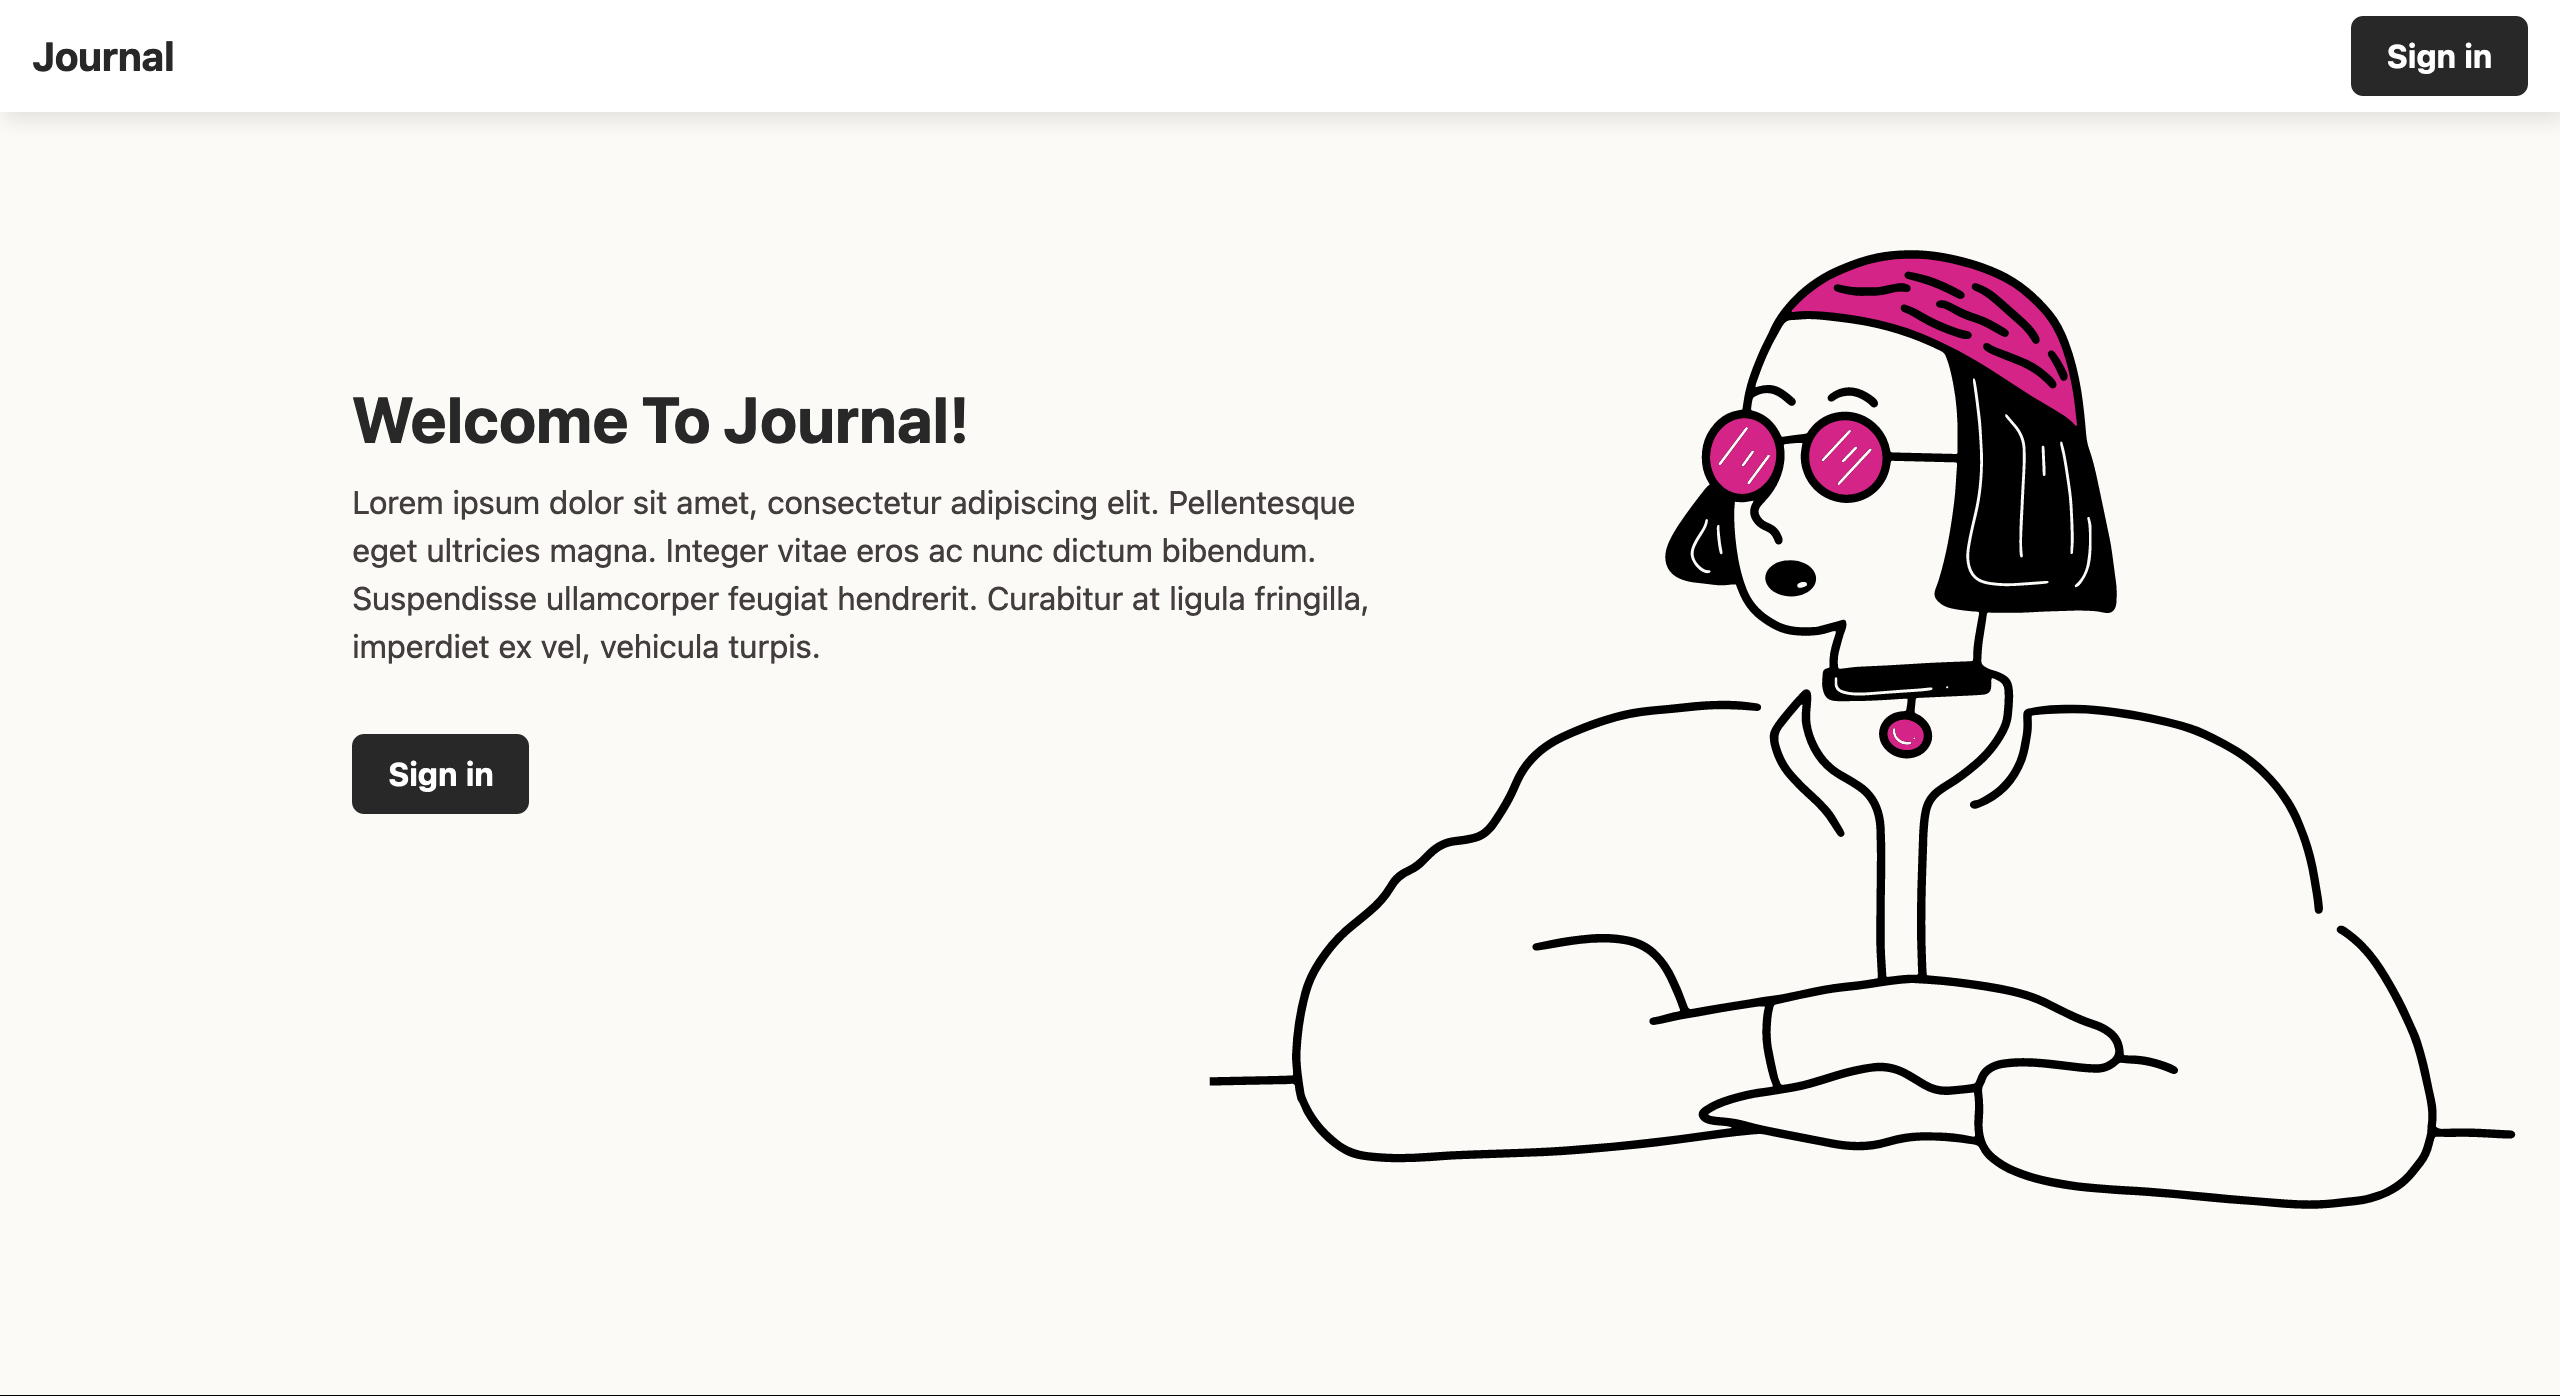 Journal
Sign in
Welcome To Journal!
Lorem ipsum dolor sit amet, consectetur adipiscing elit. Pellentesque
eget ultricies magna. Integer vitae eros ac nunc dictum bibendum.
Suspendisse ullamcorper feugiat hendrerit. Curabitur at ligula fringilla,
imperdiet ex vel, vehicula turpis.
Sign in